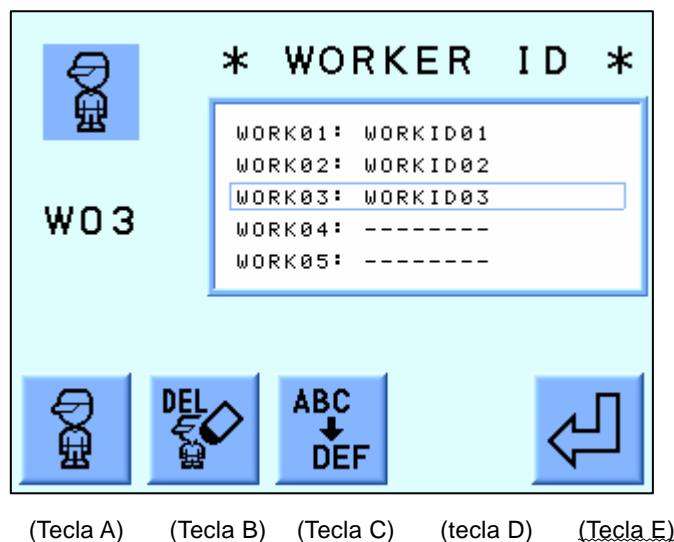 * WORKER ID *
WORK01: WORKID01
WORK02: WORKID02
WORK03: WORKID03
WORK04: --------
WORK05: --------
W03
DEL
ABC
DEF
(Tecla A) (Tecla B) (Tecla C) (tecla D) (Tecla E)